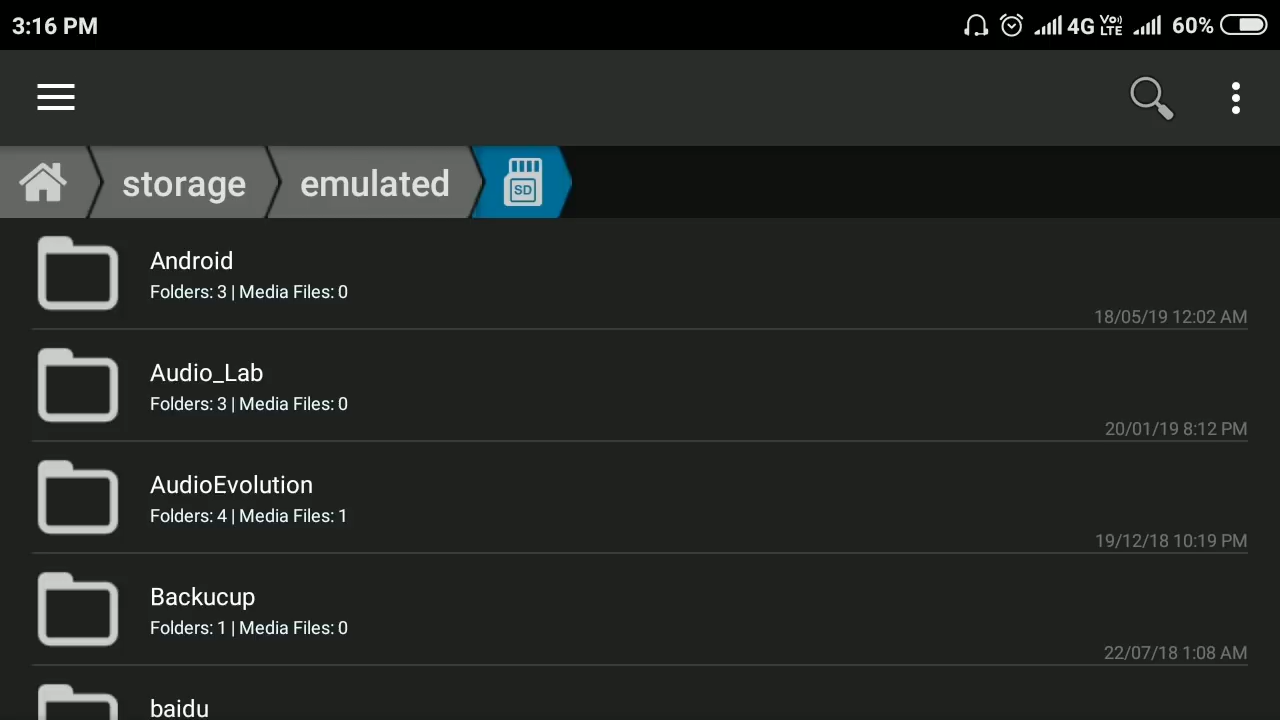 3:16 PM 4G Vo)) LTE 60%
storage emulated SD
Android
Folders: 3 | Media Files: 0
18/05/19 12:02 AM
Audio_Lab
Folders: 3 | Media Files: 0
20/01/19 8:12 PM
AudioEvolution
Folders: 4 | Media Files: 1
19/12/18 10:19 PM
Backucup
Folders: 1 | Media Files: 0
22/07/18 1:08 AM
baidu